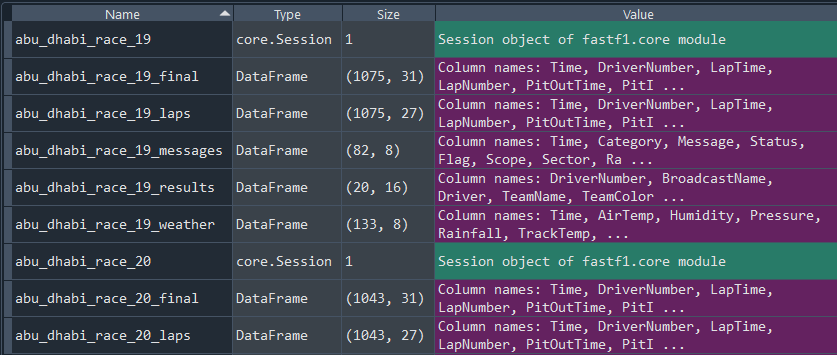 Name Type Size Value
abu_dhabi_race_19 core.Session 1 Session object of fastf1.core module
abu_dhabi_race_19_final DataFrame (1075, 31) Column names: Time, DriverNumber, LapTime,
LapNumber, PitOutTime, PitI ...
abu_dhabi_race_19_laps DataFrame (1075, 27) Column names: Time, DriverNumber, LapTime,
LapNumber, PitOutTime, PitI ...
abu_dhabi_race_19_messages DataFrame (82, 8) Column names: Time, Category, Message, Status,
Flag, Scope, Sector, Ra ...
abu_dhabi_race_19_results DataFrame (20, 16) Column names: DriverNumber, BroadcastName,
Driver, TeamName, TeamColor ...
abu_dhabi_race_19_weather DataFrame (133, 8) Column names: Time, AirTemp, Humidity, Pressure,
Rainfall, TrackTemp, ...
abu_dhabi_race_20 core.Session 1 Session object of fastf1.core module
abu_dhabi_race_20_final DataFrame (1043, 31) Column names: Time, DriverNumber, LapTime,
LapNumber, PitOutTime, PitI ...
abu_dhabi_race_20_laps DataFrame (1043, 27) Column names: Time, DriverNumber, LapTime,
LapNumber, PitOutTime, PitI ...